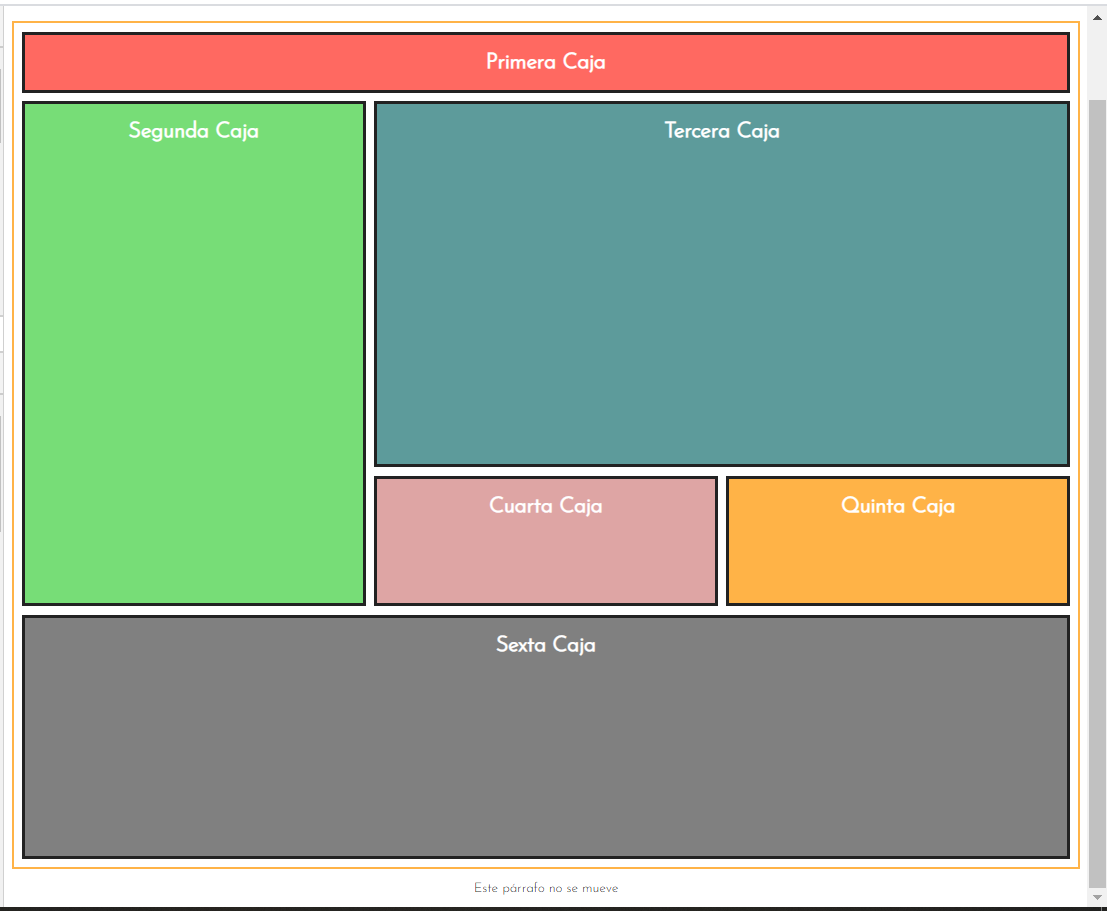 Primera Caja
Segunda Caja
Tercera Caja
Cuarta Caja
Quinta Caja
Sexta Caja
Este párrafo no se mueve